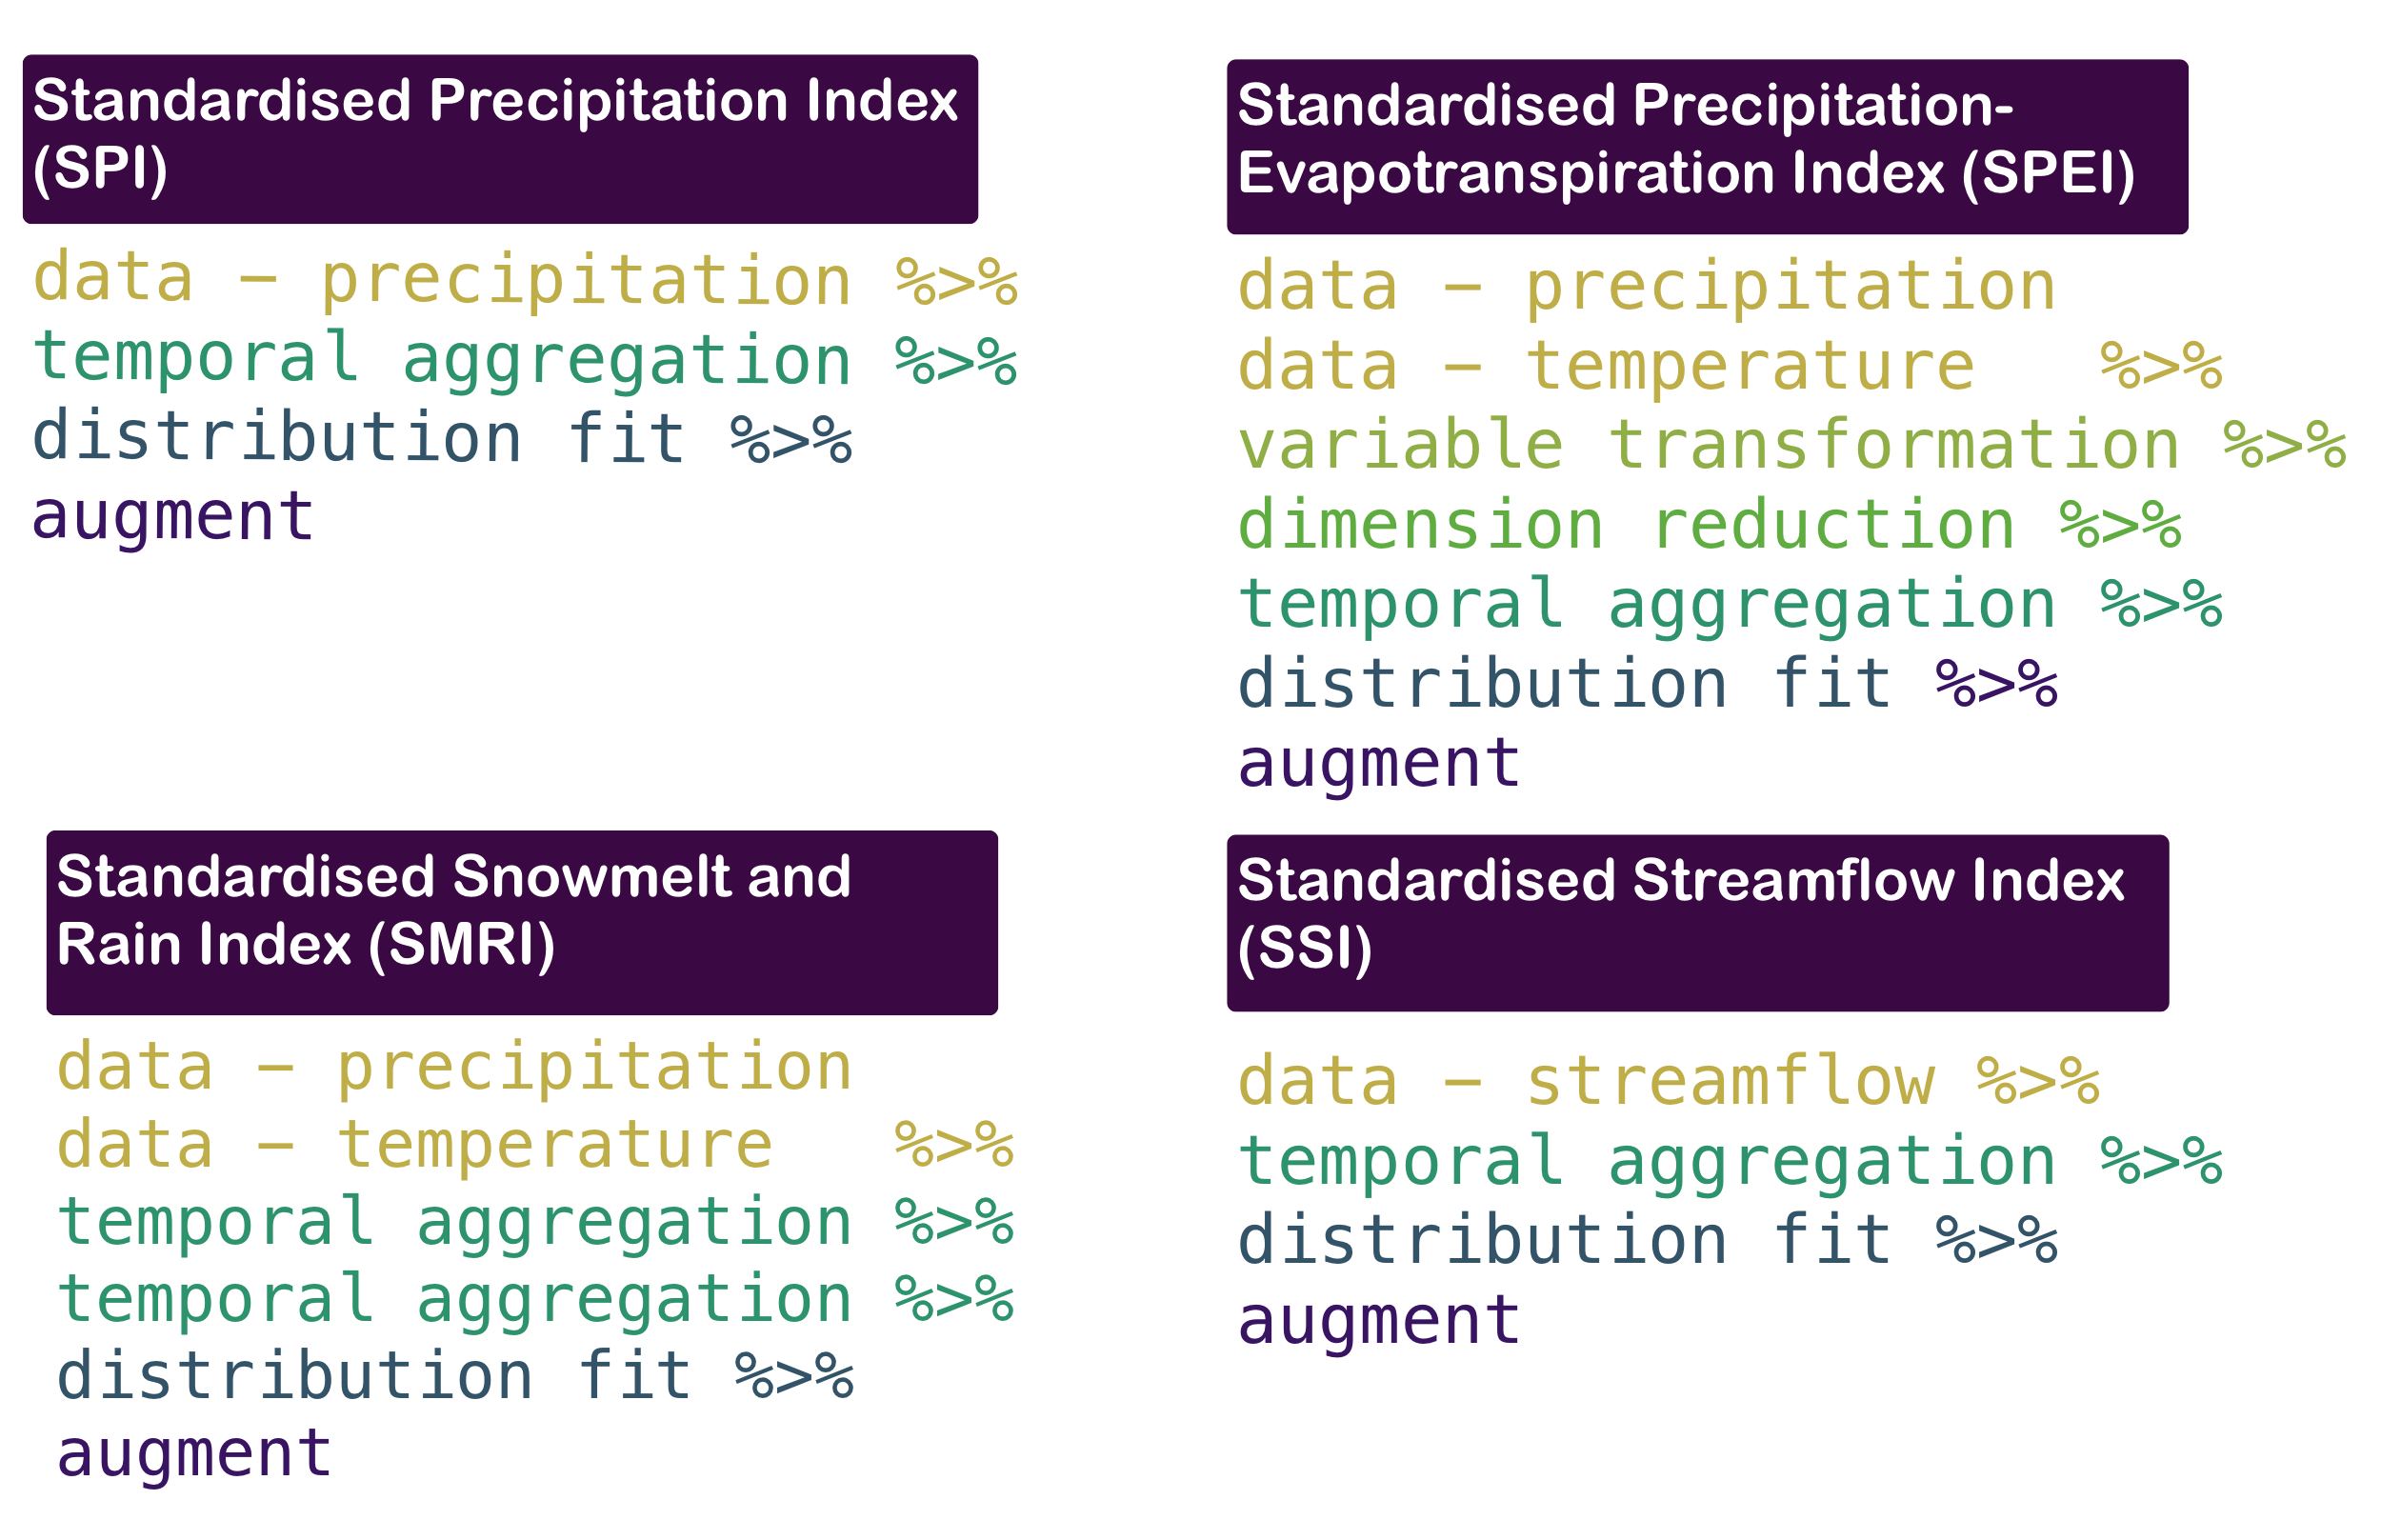 Standardised Precipitation Index
(SPI)
data – precipitation %>%
temporal aggregation %>%
distribution fit %>%
augment
Standardised Precipitation-
Evapotranspiration Index (SPEI)
data – precipitation
data – temperature %>%
variable transformation %>%
dimension reduction %>%
temporal aggregation %>%
distribution fit %>%
augment
Standardised Snowmelt and
Rain Index (SMRI)
data – precipitation
data – temperature %>%
temporal aggregation %>%
temporal aggregation %>%
distribution fit %>%
augment
Standardised Streamflow Index
(SSI)
data – streamflow %>%
temporal aggregation %>%
distribution fit %>%
augment